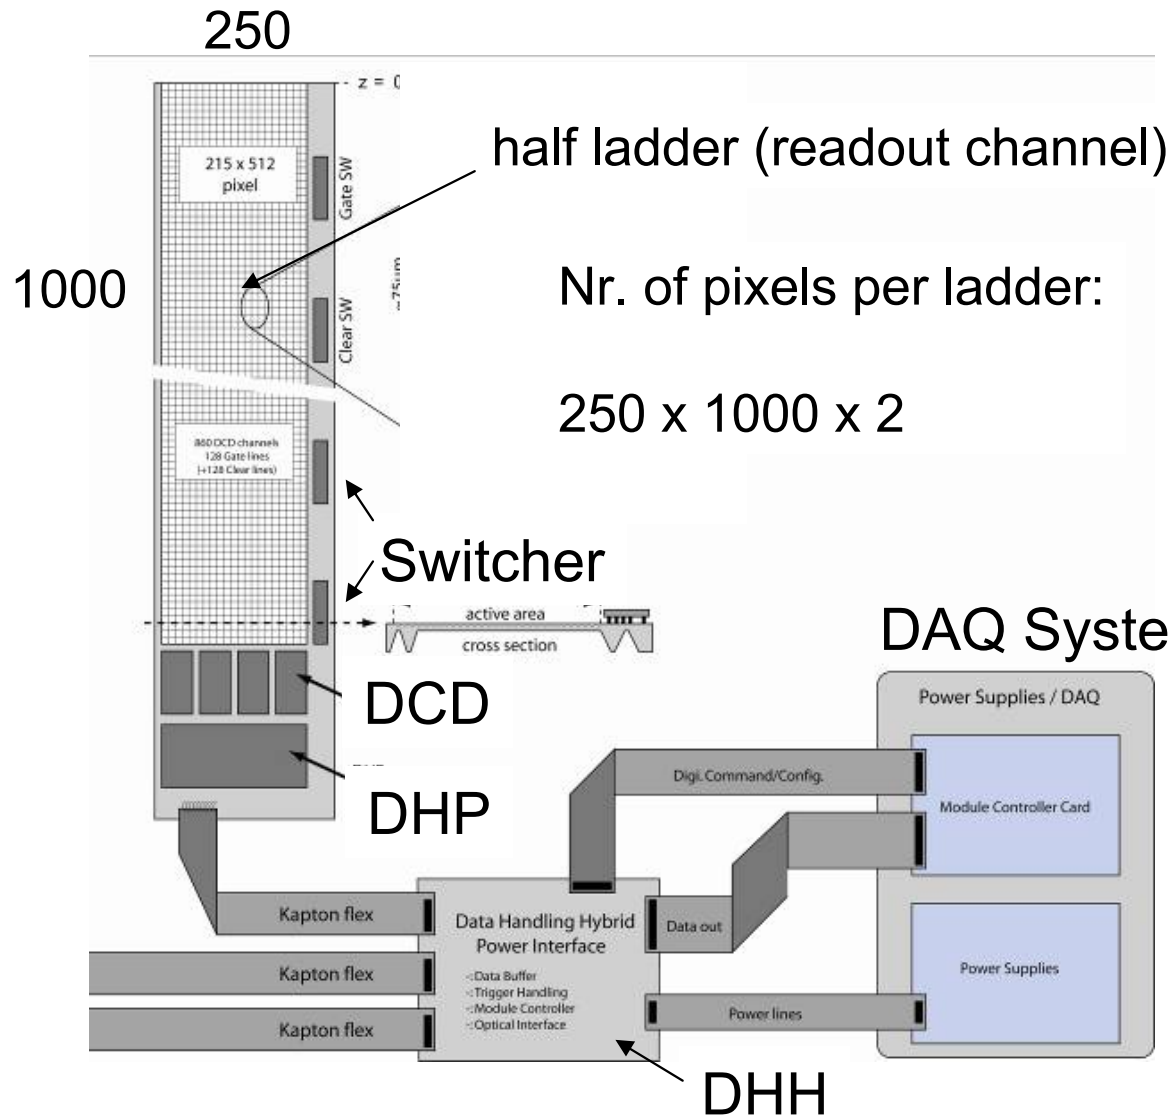 250
z = 0
215 x 512
pixel
half ladder (readout channel)
Gate SW
1000
~75µm
Nr. of pixels per ladder:
Clear SW
250 x 1000 x 2
860 DCD channels
128 Gate lines
(+128 Clear lines)
Switcher
active area
cross section
DAQ Syste
DCD
Power Supplies / DAQ
DHP
Digi. Command/Config.
Module Controller Card
Kapton flex
Data Handling Hybrid
Power Interface
Data out
-:Data Buffer
-:Trigger Handling
-:Module Controller
-:Optical Interface
Kapton flex
Power Supplies
Kapton flex
Power lines
DHH